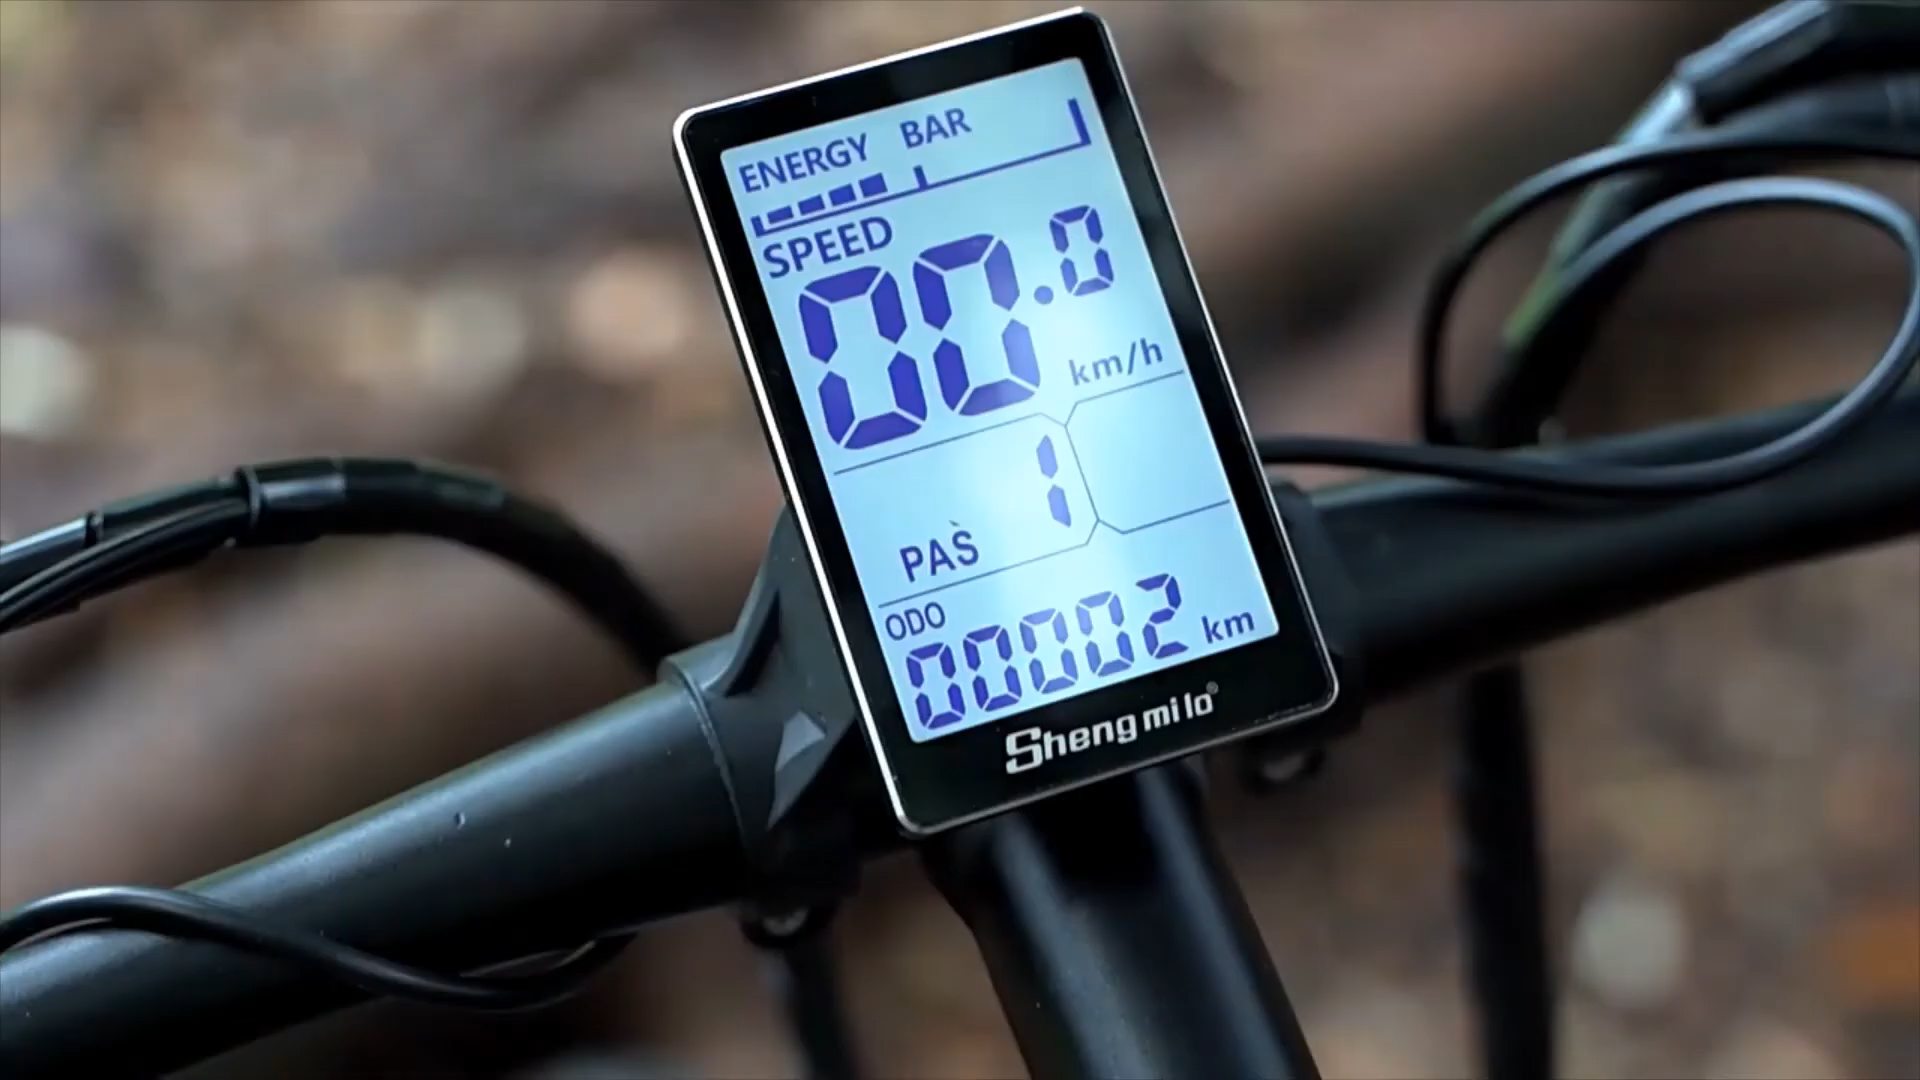 ENERGY BAR
SPEED
00.0
km/h
1
PAS̀
ODO
00002 km
Shengmilo®